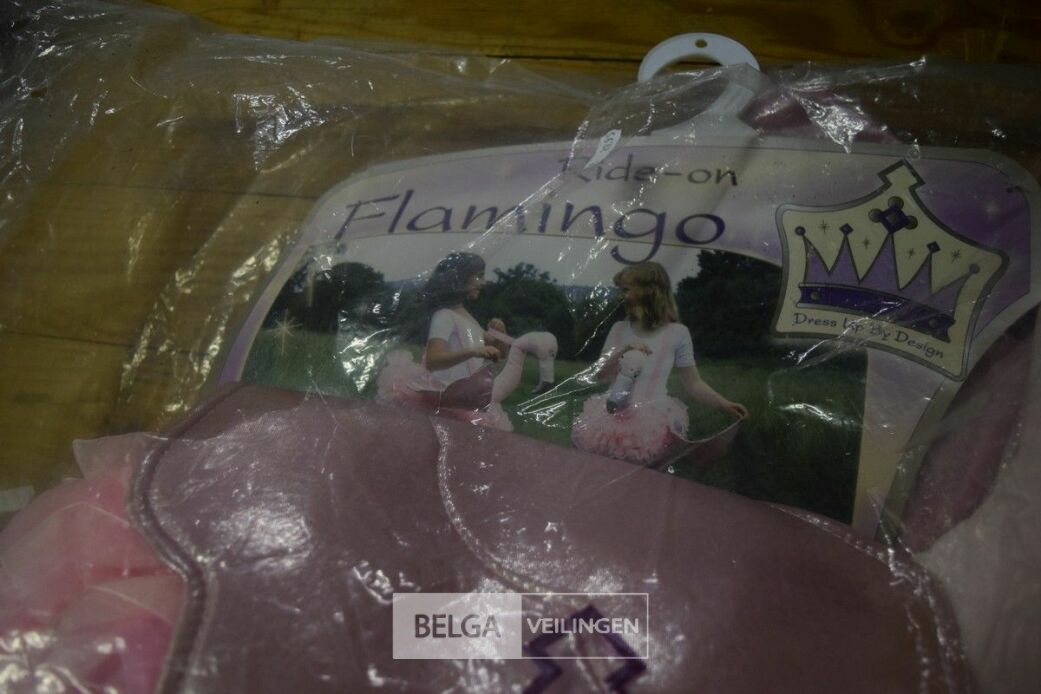 Ride-on
Flamingo
Dress Up By Design
BELGA VEILINGEN